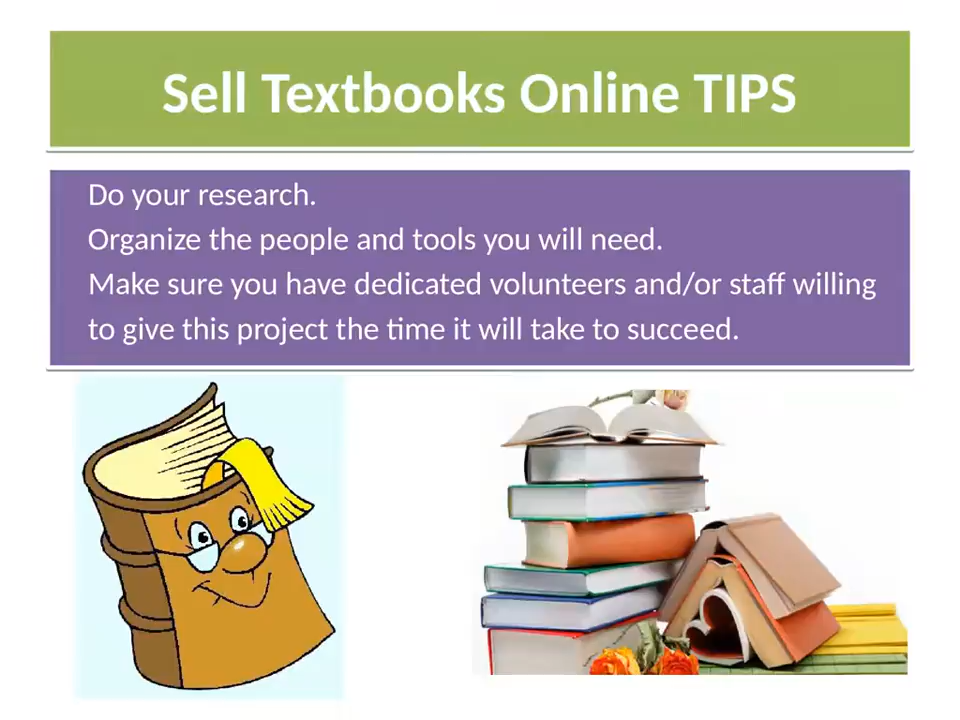 Sell Textbooks Online TIPS
Do your research.
Organize the people and tools you will need.
Make sure you have dedicated volunteers and/or staff willing
to give this project the time it will take to succeed.